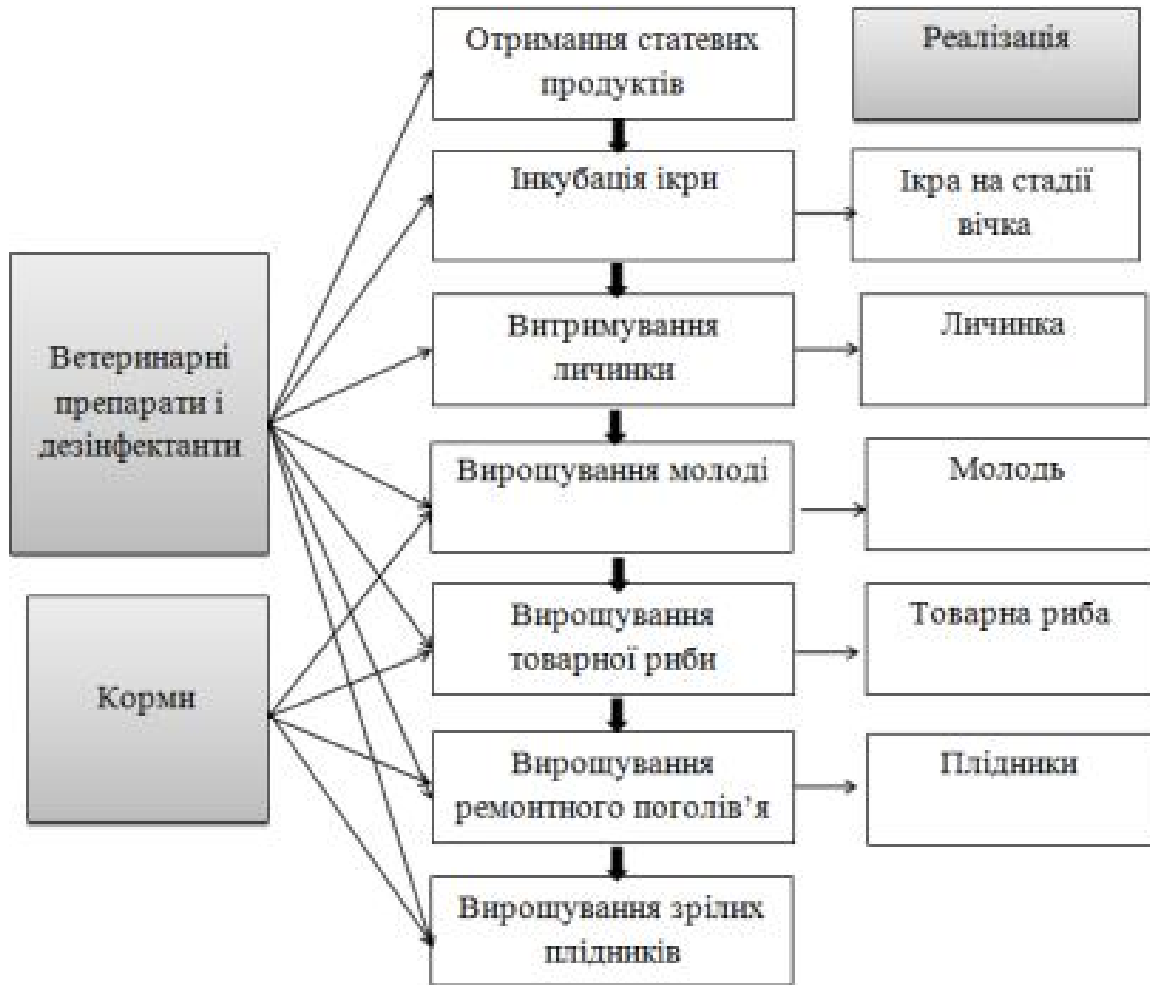 Отримання статевих
продуктів
Реалізація
Інкубація ікри
Ікра на стадії
вічка
Ветеринарні
препарати і
дезінфектанти
Витримування
личинки
Личинка
Вирощування молоді
Молодь
Корми
Вирощування
товарної риби
Товарна риба
Вирощування
ремонтного поголів’я
Плідники
Вирощування зрілих
плідників